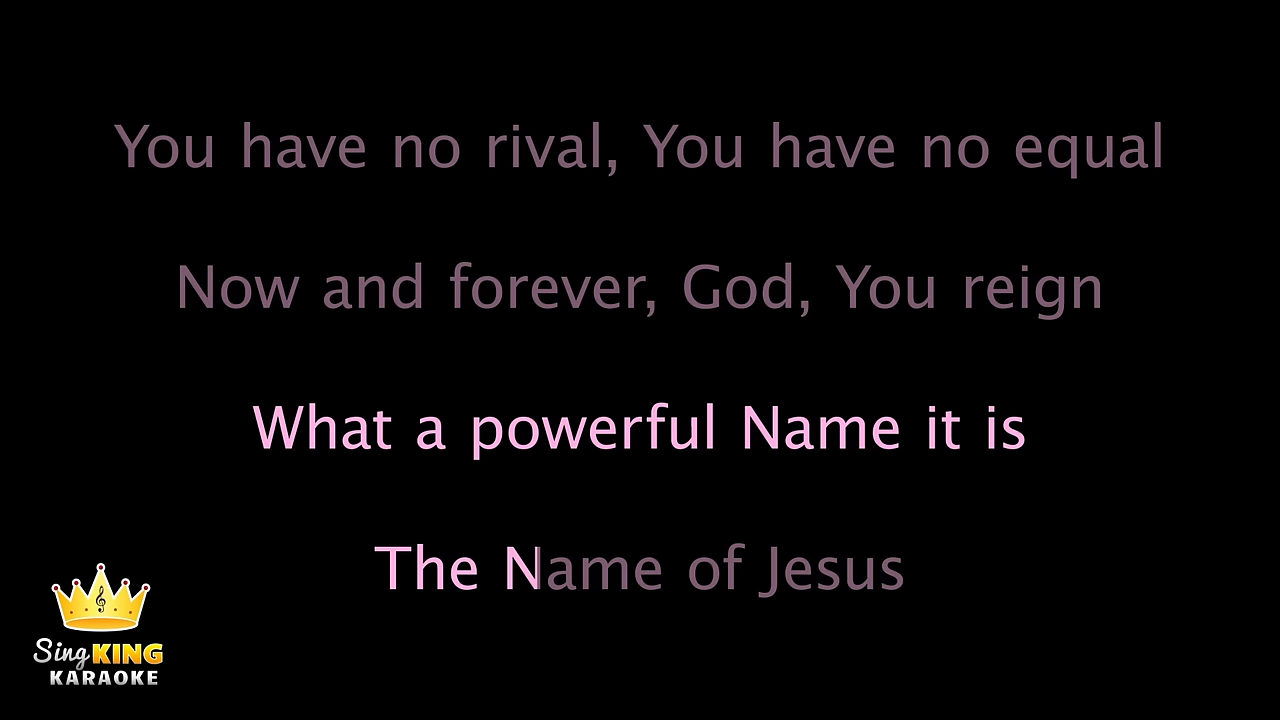 You have no rival, You have no equal
Now and forever, God, You reign
What a powerful Name it is
The Name of Jesus
Sing KING
KARAOKE